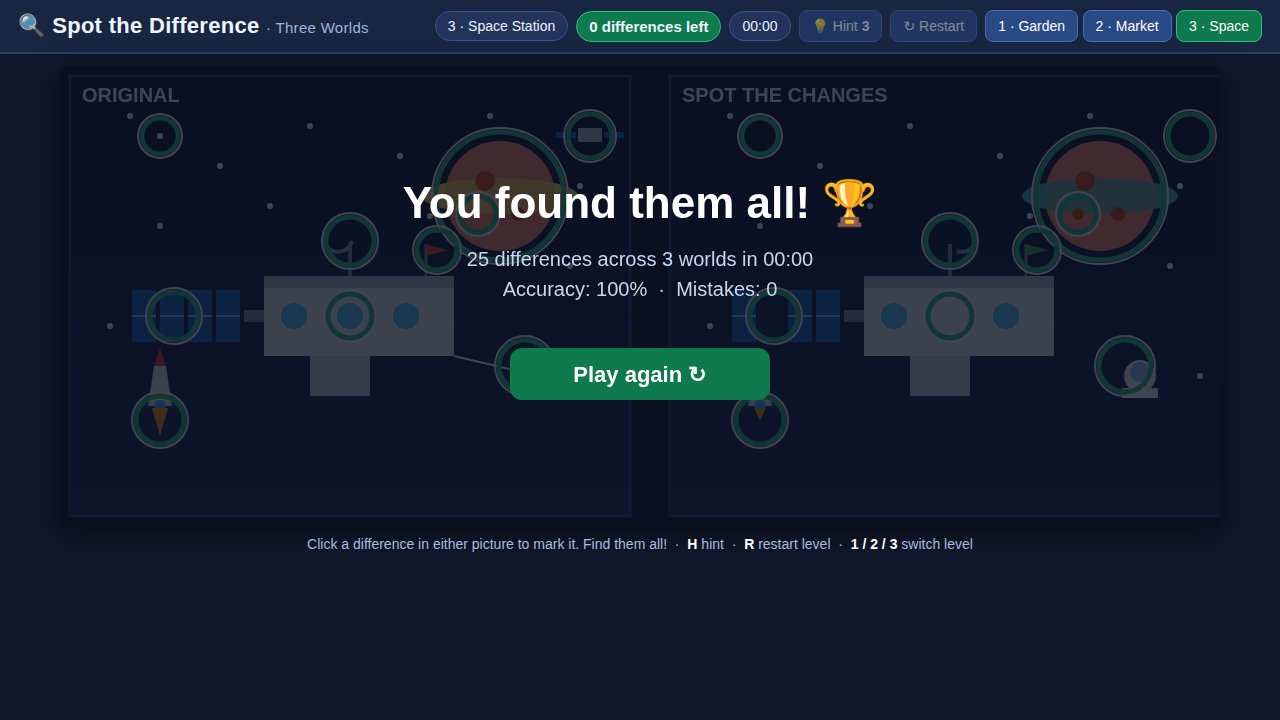 🔍 Spot the Difference · Three Worlds
3 · Space Station
0 differences left
00:00
💡 Hint 3
↻ Restart
1 · Garden
2 · Market
3 · Space
ORIGINAL
SPOT THE CHANGES
You found them all! 🏆
25 differences across 3 worlds in 00:00
Accuracy: 100% · Mistakes: 0
Play again ↻
Click a difference in either picture to mark it. Find them all! · H hint · R restart level · 1 / 2 / 3 switch level